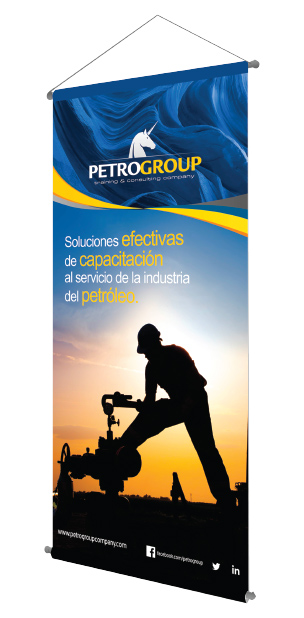 PETROGROUP
training & consulting company
Soluciones efectivas
de capacitación
al servicio de la industria
del petróleo.
www.petrogroupcompany.com
facebook.com/petrogroup